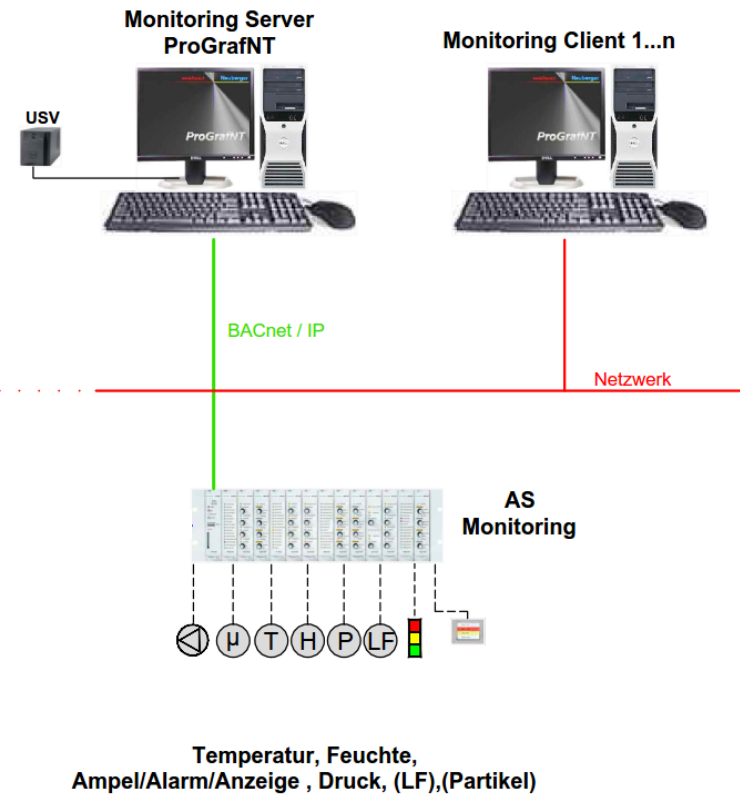 Monitoring Server
ProGrafNT
Monitoring Client 1...n
USV
ProGrafNT
ProGrafNT
BACnet / IP
Netzwerk
AS
Monitoring
µ T H P LF
Temperatur, Feuchte,
Ampel/Alarm/Anzeige , Druck, (LF),(Partikel)